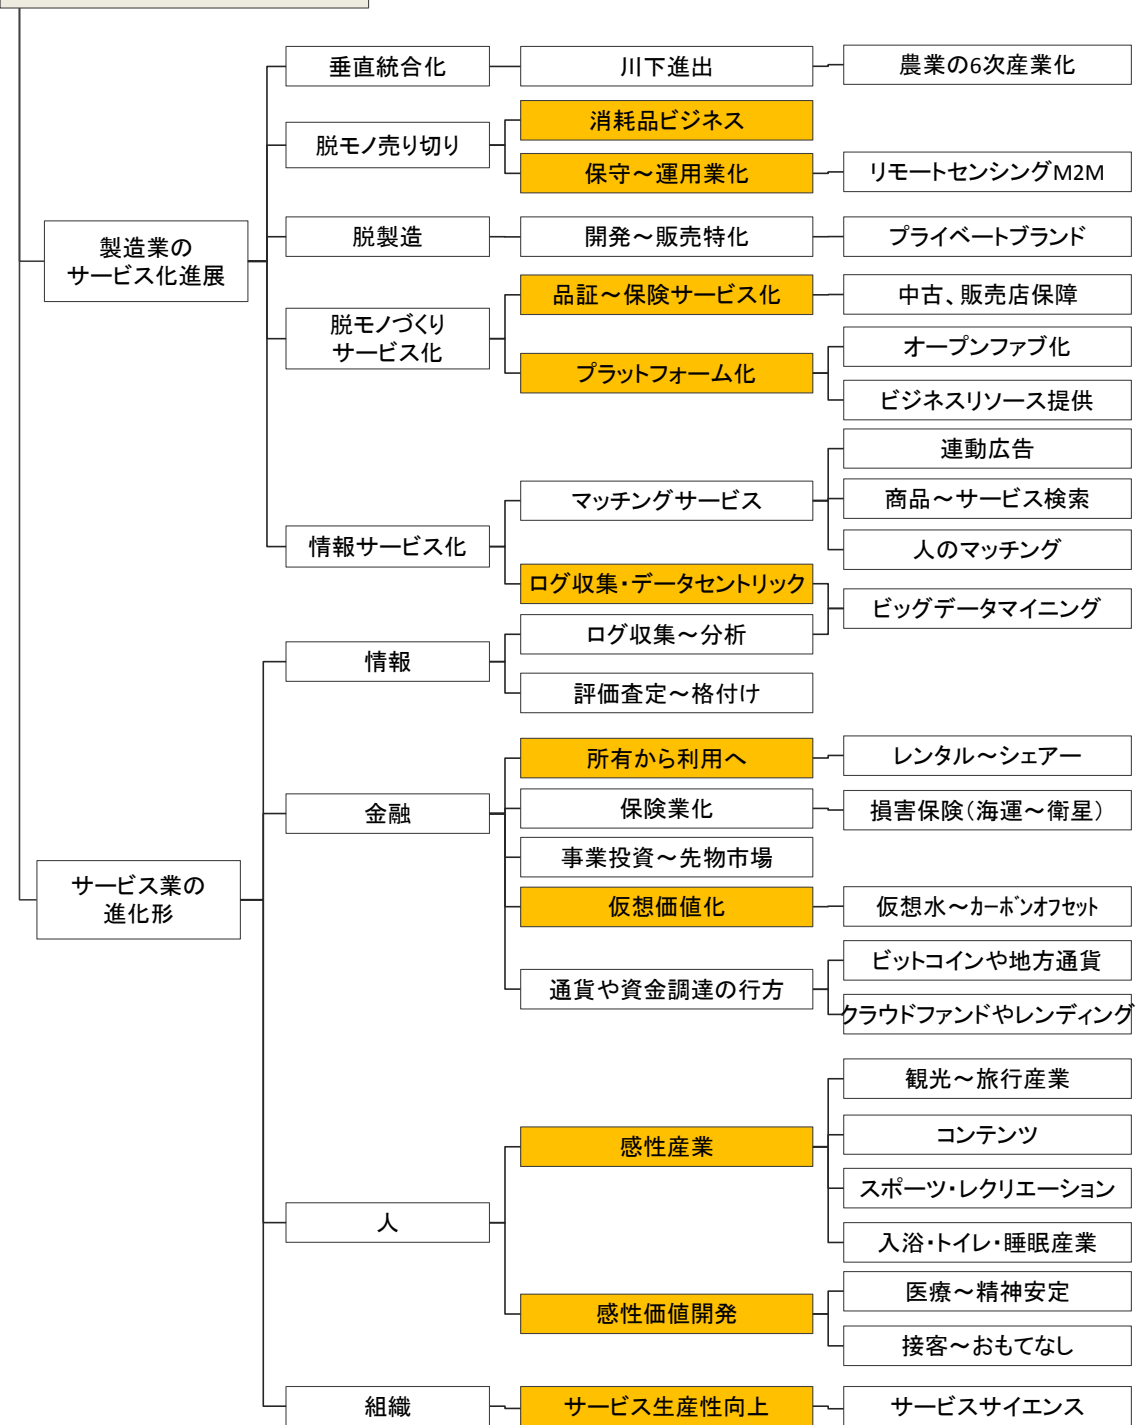 垂直統合化
川下進出
農業の6次産業化
脱モノ売り切り
消耗品ビジネス
保守～運用業化
リモートセンシングM2M
製造業の
サービス化進展
脱製造
開発～販売特化
プライベートブランド
脱モノづくり
サービス化
品証～保険サービス化
中古、販売店保障
プラットフォーム化
オープンファブ化
ビジネスリソース提供
情報サービス化
マッチングサービス
連動広告
商品～サービス検索
人のマッチング
ログ収集・データセントリック
ビッグデータマイニング
情報
ログ収集～分析
評価査定～格付け
サービス業の
進化形
金融
所有から利用へ
レンタル～シェアー
保険業化
損害保険（海運～衛星）
事業投資～先物市場
仮想価値化
仮想水～ｶｰﾎﾞﾝｵﾌｾｯﾄ
通貨や資金調達の行方
ビットコインや地方通貨
クラウドファンドやレンディング
人
感性産業
観光～旅行産業
コンテンツ
スポーツ・レクリエーション
入浴・トイレ・睡眠産業
感性価値開発
医療～精神安定
接客～おもてなし
組織
サービス生産性向上
サービスサイエンス